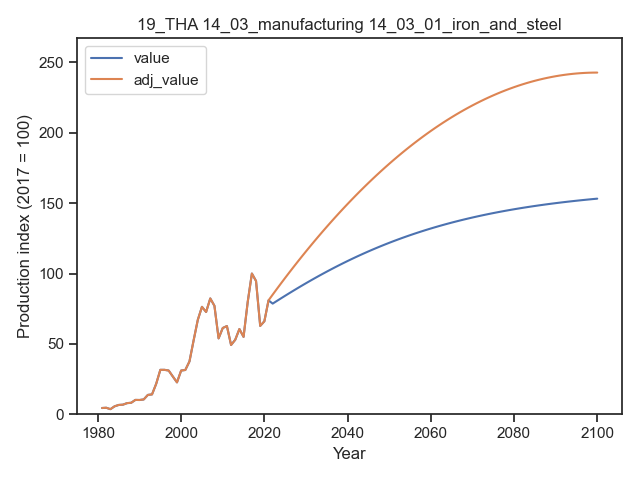 19_THA 14_03_manufacturing 14_03_01_iron_and_steel
value
adj_value
Production index (2017 = 100)
250
200
150
100
50
0
1980
2000
2020
2040
2060
2080
2100
Year